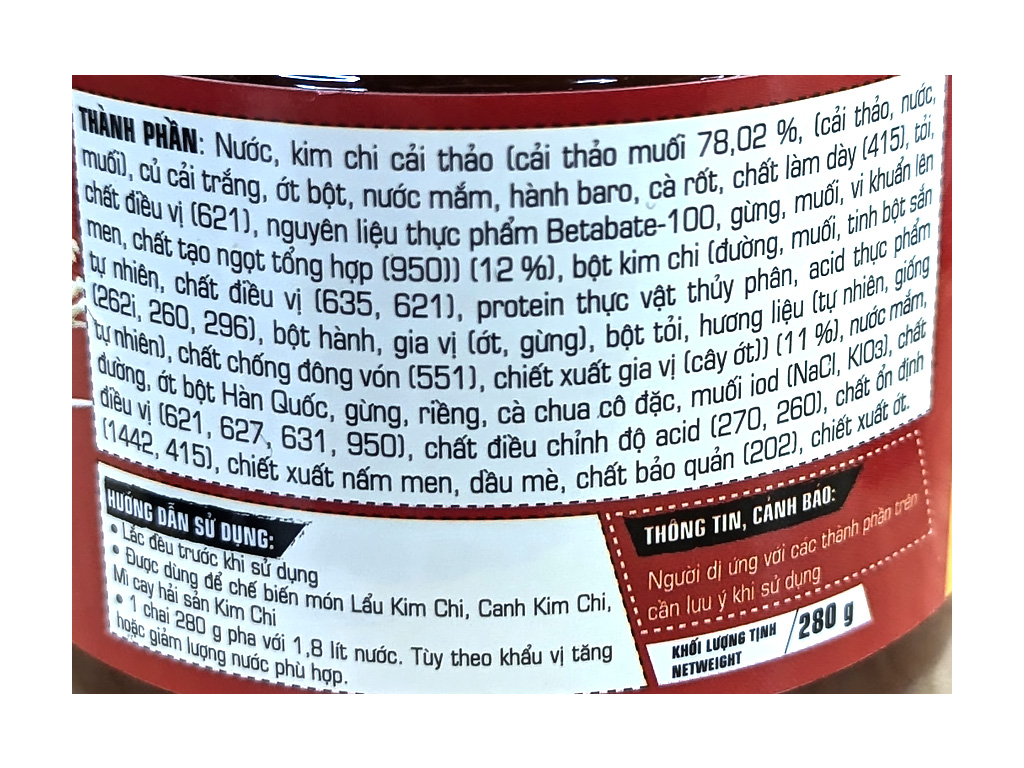 THÀNH PHẦN: Nước, kim chi cải thảo (cải thảo muối 78,02 %, (cải thảo, nước,
muối), củ cải trắng, ớt bột, nước mắm, hành baro, cà rốt, chất làm dày (415), tỏi,
chất điều vị (621), nguyên liệu thực phẩm Betabate-100, gừng, muối, vi khuẩn lên
men, chất tạo ngọt tổng hợp (950)) (12 %), bột kim chi (đường, muối, tinh bột sắn
tự nhiên, chất điều vị (635, 621), protein thực vật thủy phân, acid thực phẩm
(262i, 260, 296), bột hành, gia vị (ớt, gừng), bột tỏi, hương liệu (tự nhiên, giống
tự nhiên), chất chống đông vón (551), chiết xuất gia vị (cây ớt)) (11 %), nước mắm,
đường, ớt bột Hàn Quốc, gừng, riềng, cà chua cô đặc, muối iod (NaCl, KIO3), chất
điều vị (621, 627, 631, 950), chất điều chỉnh độ acid (270, 260), chất ổn định
(1442, 415), chiết xuất nấm men, dầu mè, chất bảo quản (202), chiết xuất ớt.
HƯỚNG DẪN SỬ DỤNG:
• Lắc đều trước khi sử dụng
• Được dùng để chế biến món Lẩu Kim Chi, Canh Kim Chi,
Mì cay hải sản Kim Chi
• 1 chai 280 g pha với 1,8 lít nước. Tùy theo khẩu vị tăng
hoặc giảm lượng nước phù hợp.
THÔNG TIN, CẢNH BÁO:
Người dị ứng với các thành phần trên
cần lưu ý khi sử dụng
KHỐI LƯỢNG TỊNH
NETWEIGHT
280 g